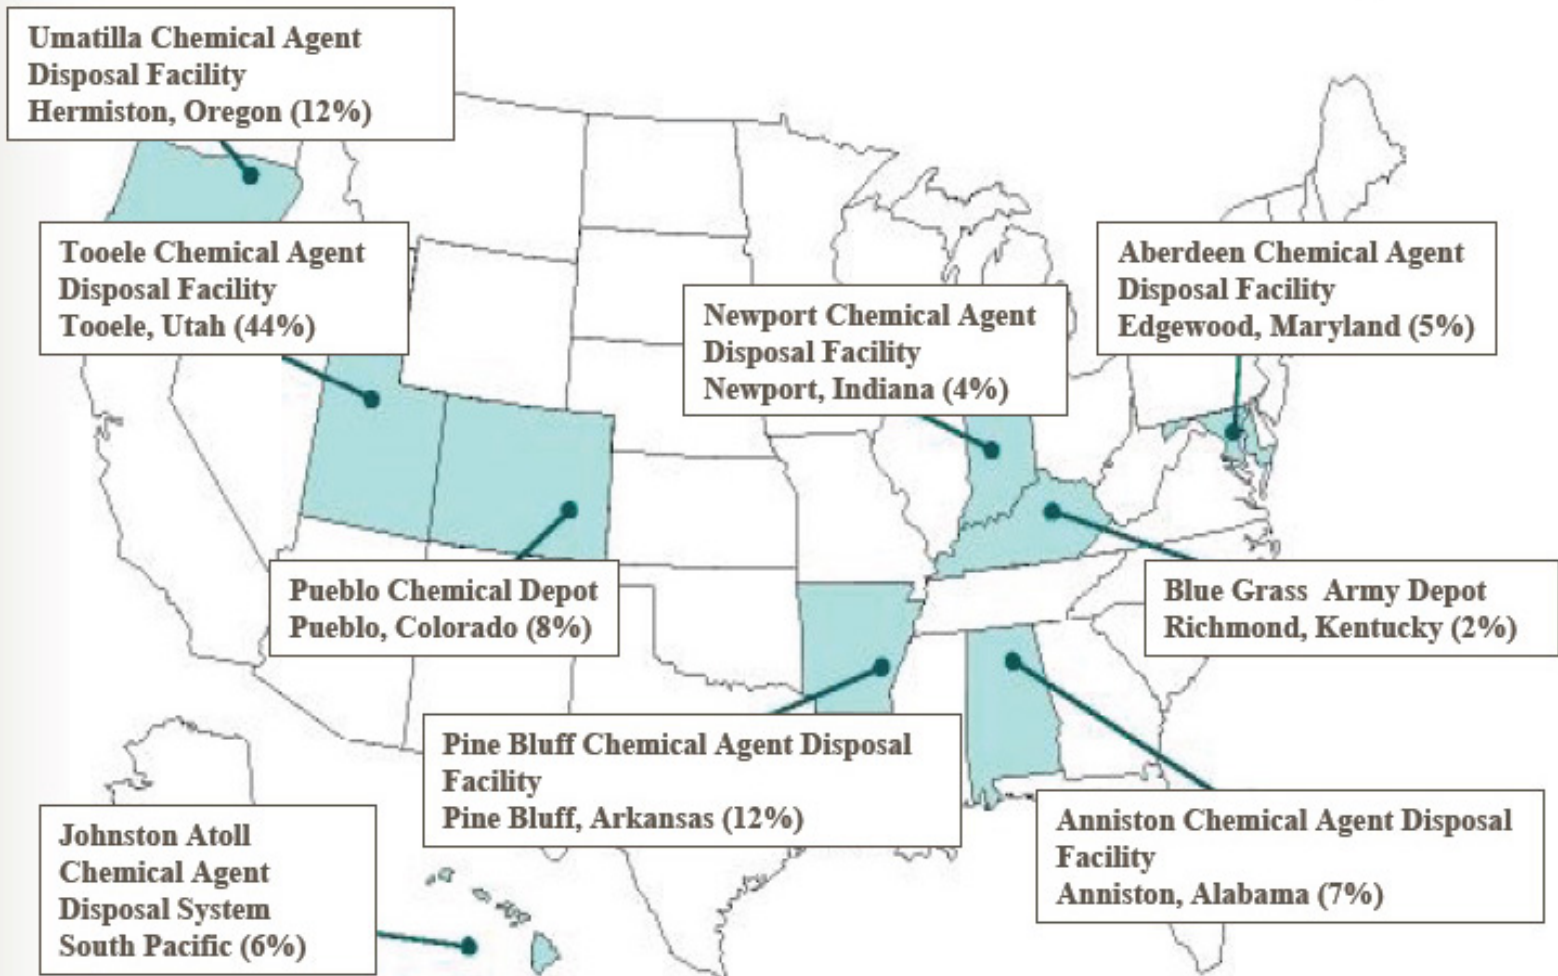 Umatilla Chemical Agent
Disposal Facility
Hermiston, Oregon (12%)
Tooele Chemical Agent
Disposal Facility
Tooele, Utah (44%)
Newport Chemical Agent
Disposal Facility
Newport, Indiana (4%)
Aberdeen Chemical Agent
Disposal Facility
Edgewood, Maryland (5%)
Pueblo Chemical Depot
Pueblo, Colorado (8%)
Blue Grass Army Depot
Richmond, Kentucky (2%)
Pine Bluff Chemical Agent Disposal
Facility
Pine Bluff, Arkansas (12%)
Anniston Chemical Agent Disposal
Facility
Anniston, Alabama (7%)
Johnston Atoll
Chemical Agent
Disposal System
South Pacific (6%)